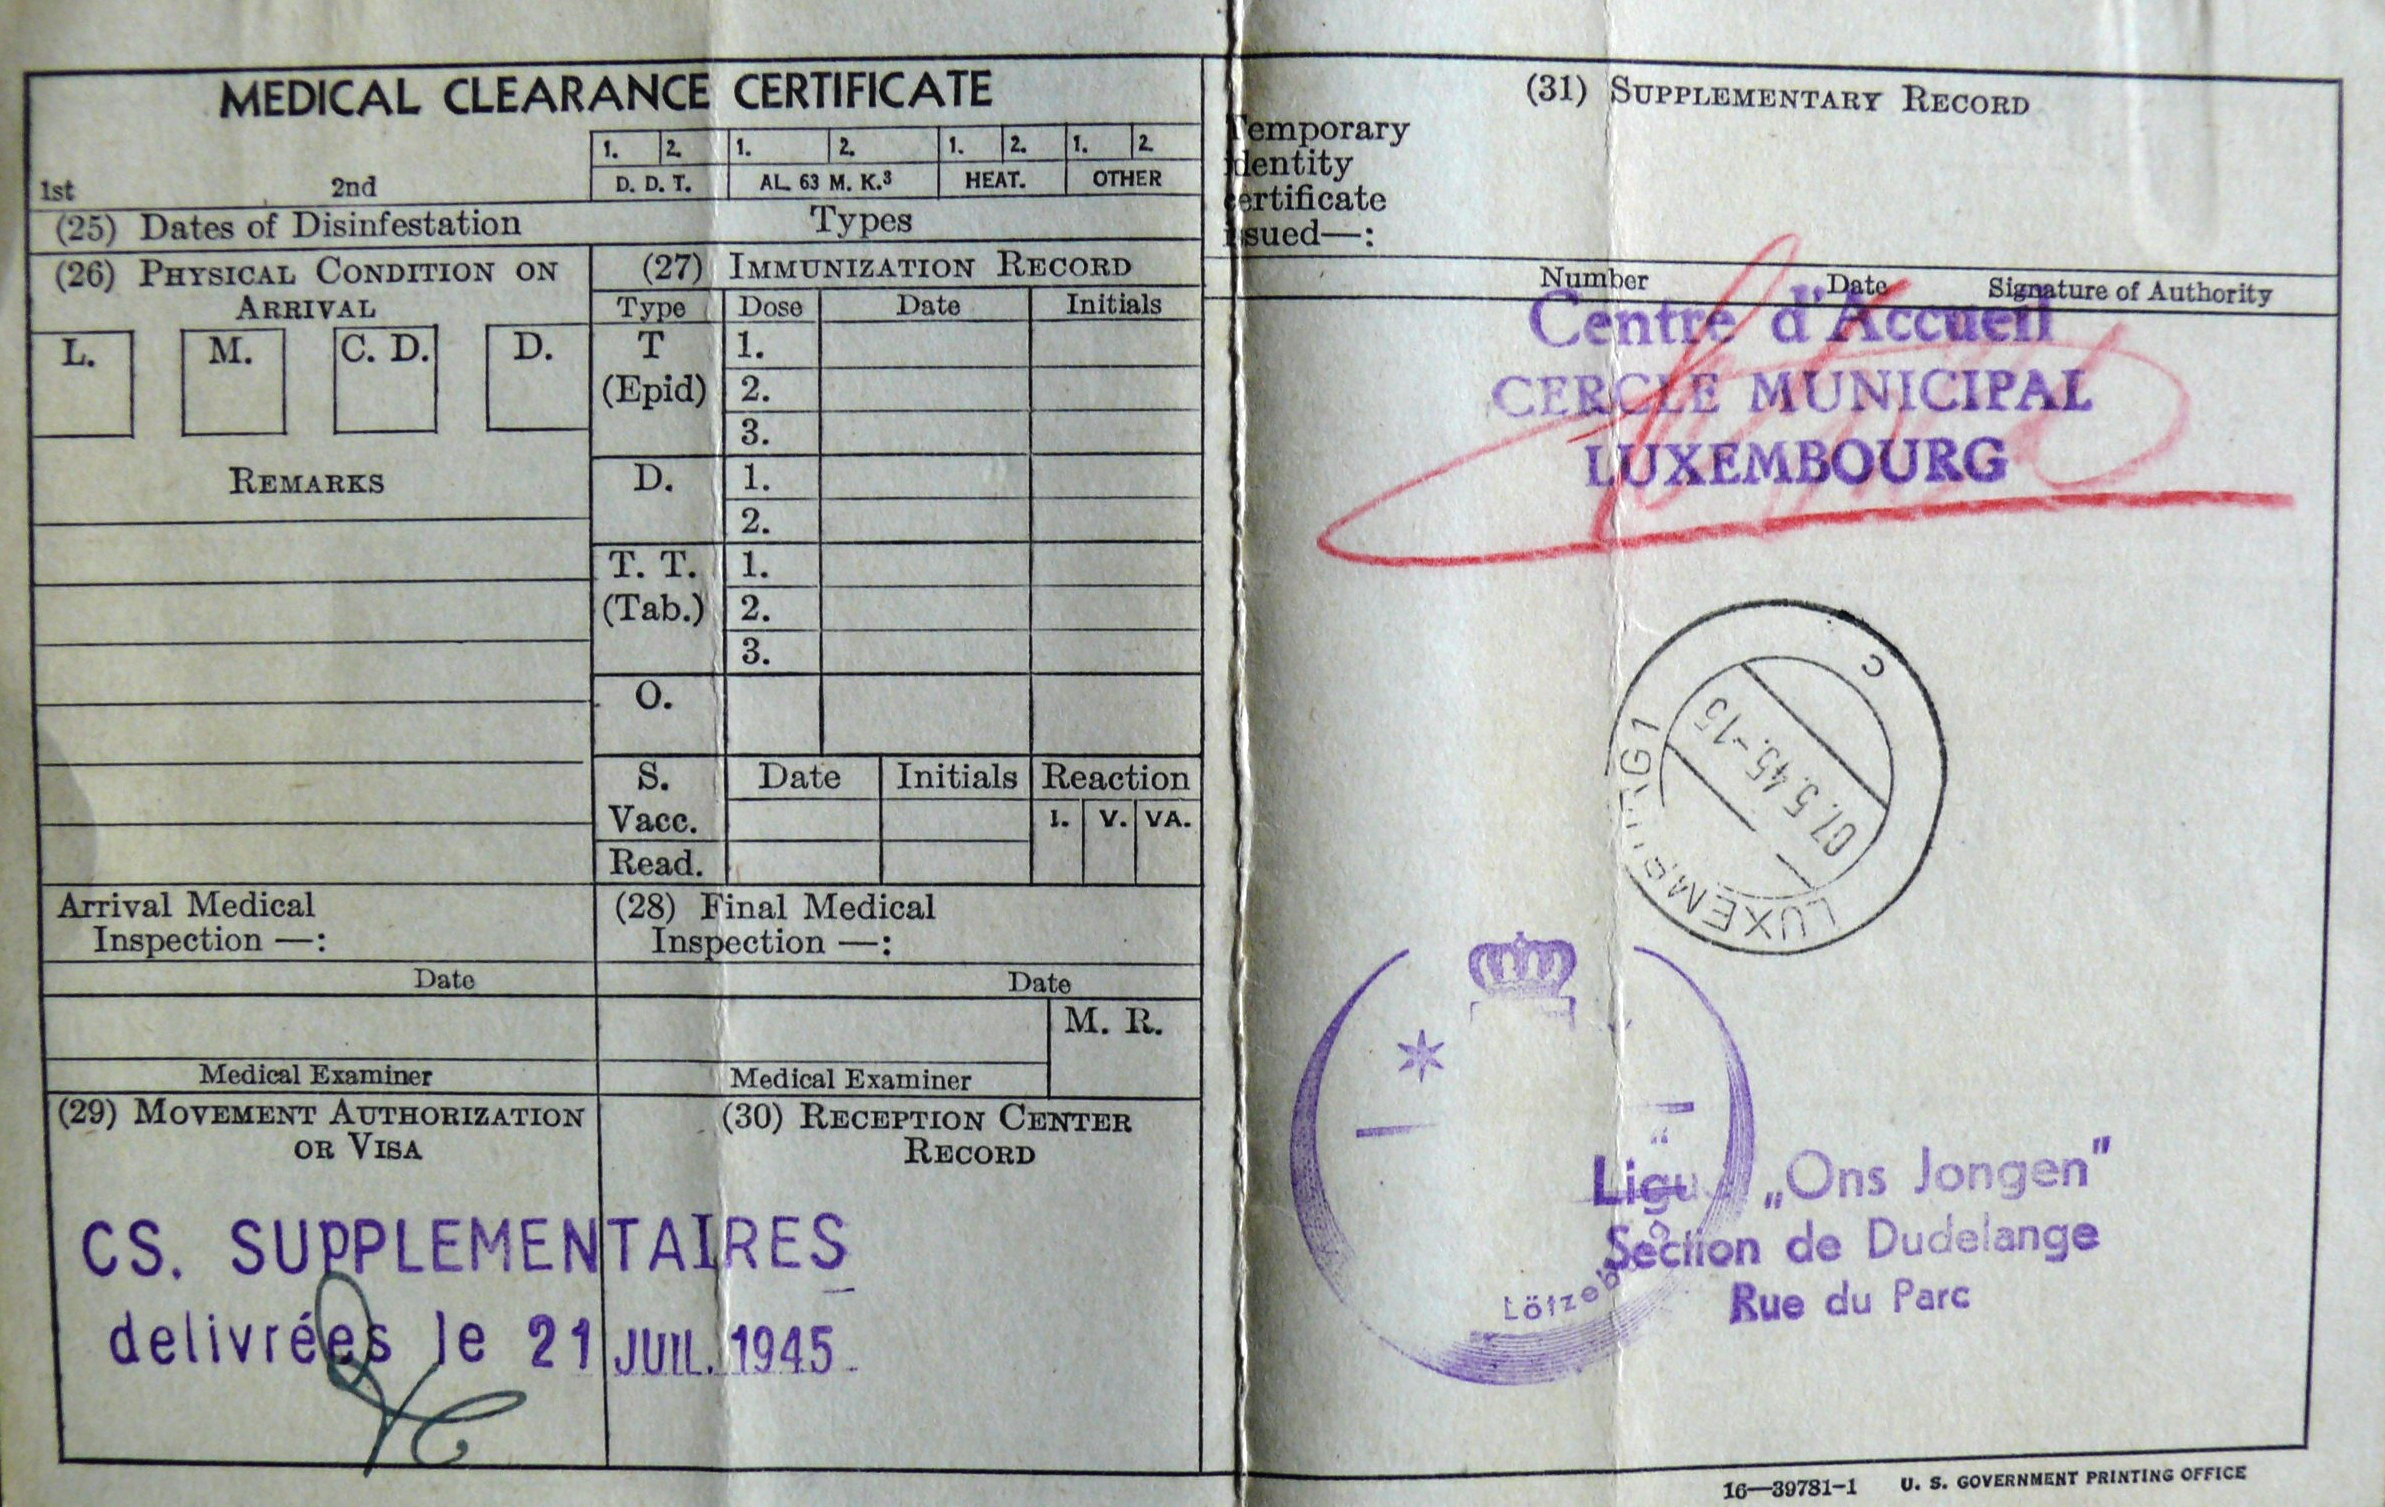 MEDICAL CLEARANCE CERTIFICATE
1. 2. 1. 2. 1. 2. 1. 2.
1st 2nd D. D. T. AL. 63 M. K.³ HEAT. OTHER
(25) Dates of Disinfestation Types
(26) PHYSICAL CONDITION ON
ARRIVAL
L. M. C. D. D.
REMARKS
(27) IMMUNIZATION RECORD
Type Dose Date Initials
T 1.
(Epid) 2.
3.
D. 1.
2.
T. T. 1.
(Tab.) 2.
3.
O.
S. Date Initials Reaction
Vacc. I. V. VA.
Read.
Arrival Medical
Inspection —:
Date
Medical Examiner
(28) Final Medical
Inspection —:
Date
M. R.
Medical Examiner
(29) MOVEMENT AUTHORIZATION
OR VISA
(30) RECEPTION CENTER
RECORD
CS. SUPPLEMENTAIRES
delivrées le 21 JUIL. 1945
(31) SUPPLEMENTARY RECORD
Temporary
identity
certificate
issued—:
Number Date Signature of Authority
Centre d'Accueil
CERCLE MUNICIPAL
LUXEMBOURG
C
07.5.45.-15
Ligue „Ons Jongen"
Section de Dudelange
Rue du Parc
16—39781-1 U. S. GOVERNMENT PRINTING OFFICE